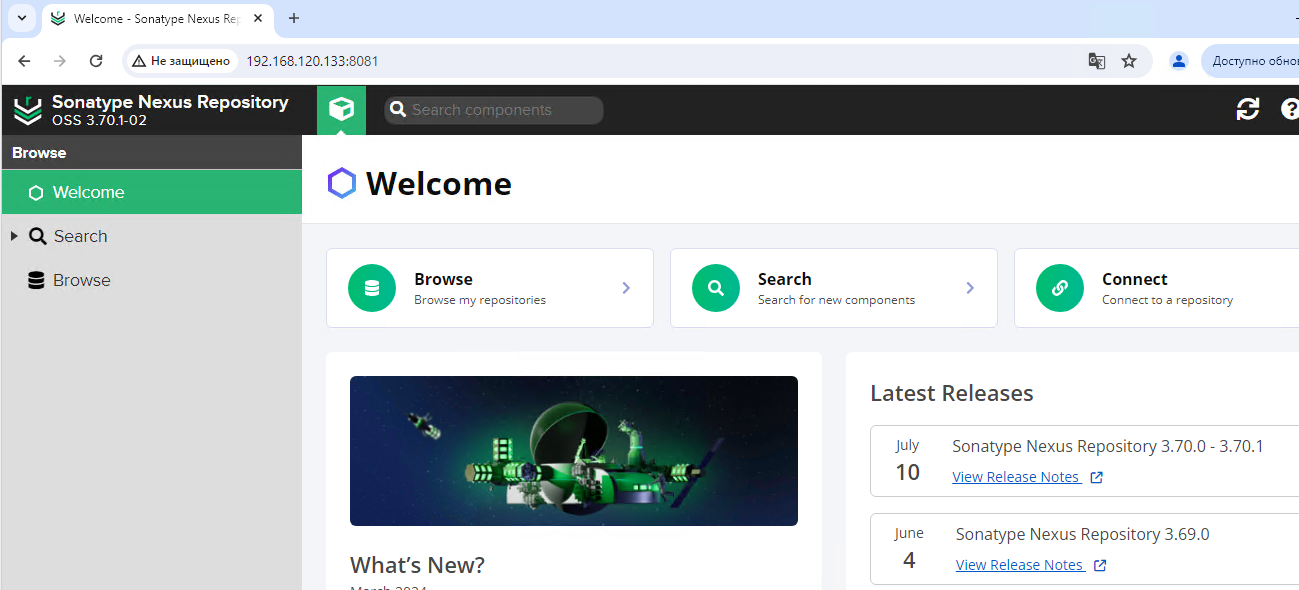 Welcome - Sonatype Nexus Rep
Не защищено
192.168.120.133:8081
Доступно обно
Sonatype Nexus Repository
OSS 3.70.1-02
Search components
Browse
Welcome
Search
Browse
Welcome
Browse
Browse my repositories
Search
Search for new components
Connect
Connect to a repository
What's New?
March 2024
Latest Releases
July
10
Sonatype Nexus Repository 3.70.0 - 3.70.1
View Release Notes
June
4
Sonatype Nexus Repository 3.69.0
View Release Notes